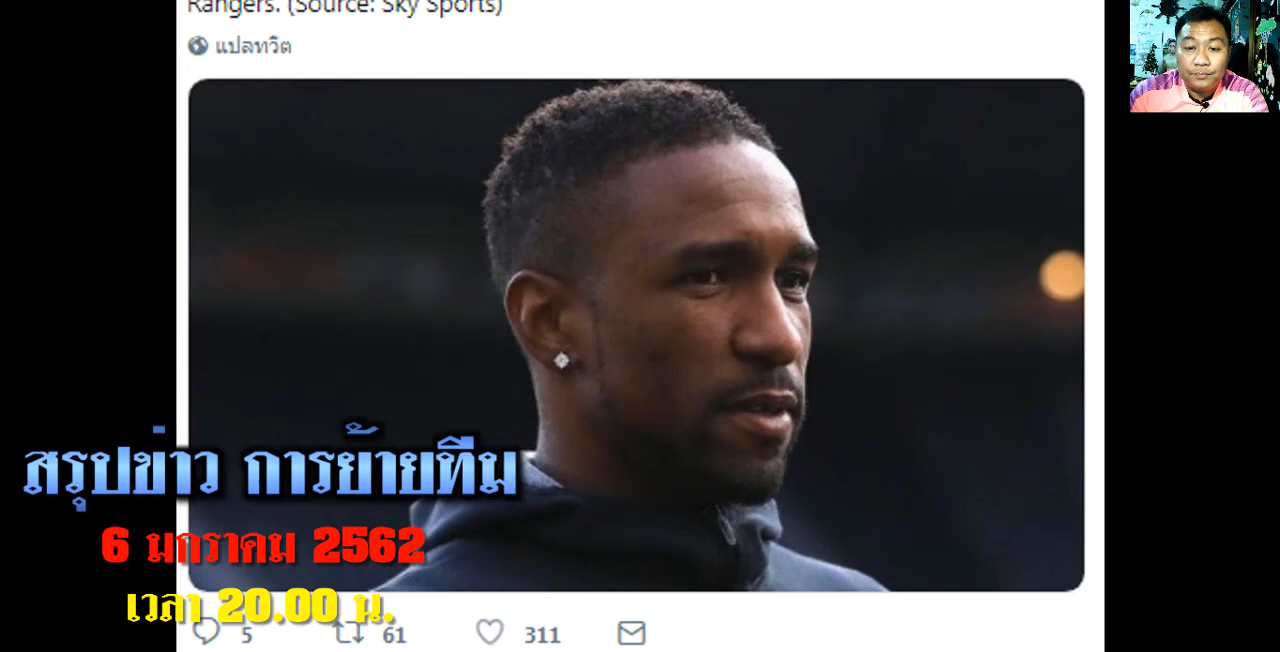 Rangers. (Source: Sky Sports)
แปลทวิต
สรุปข่าว การย้ายทีม
6 มกราคม 2562
เวลา 20.00 น.
5 61 311